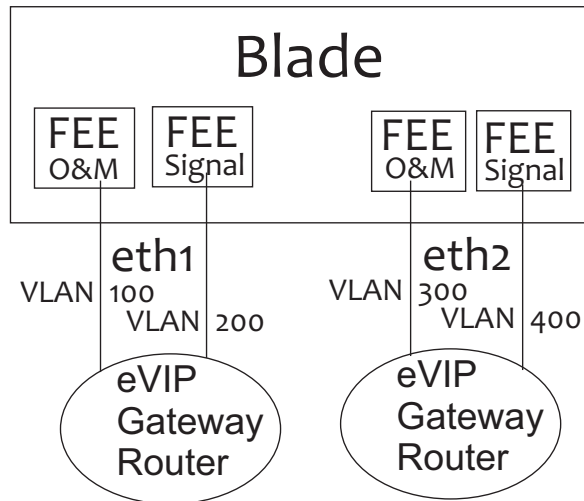 Blade
FEE
O&M
FEE
Signal
FEE
O&M
FEE
Signal
eth1
VLAN 100
VLAN 200
eth2
VLAN 300
VLAN 400
eVIP
Gateway
Router
eVIP
Gateway
Router